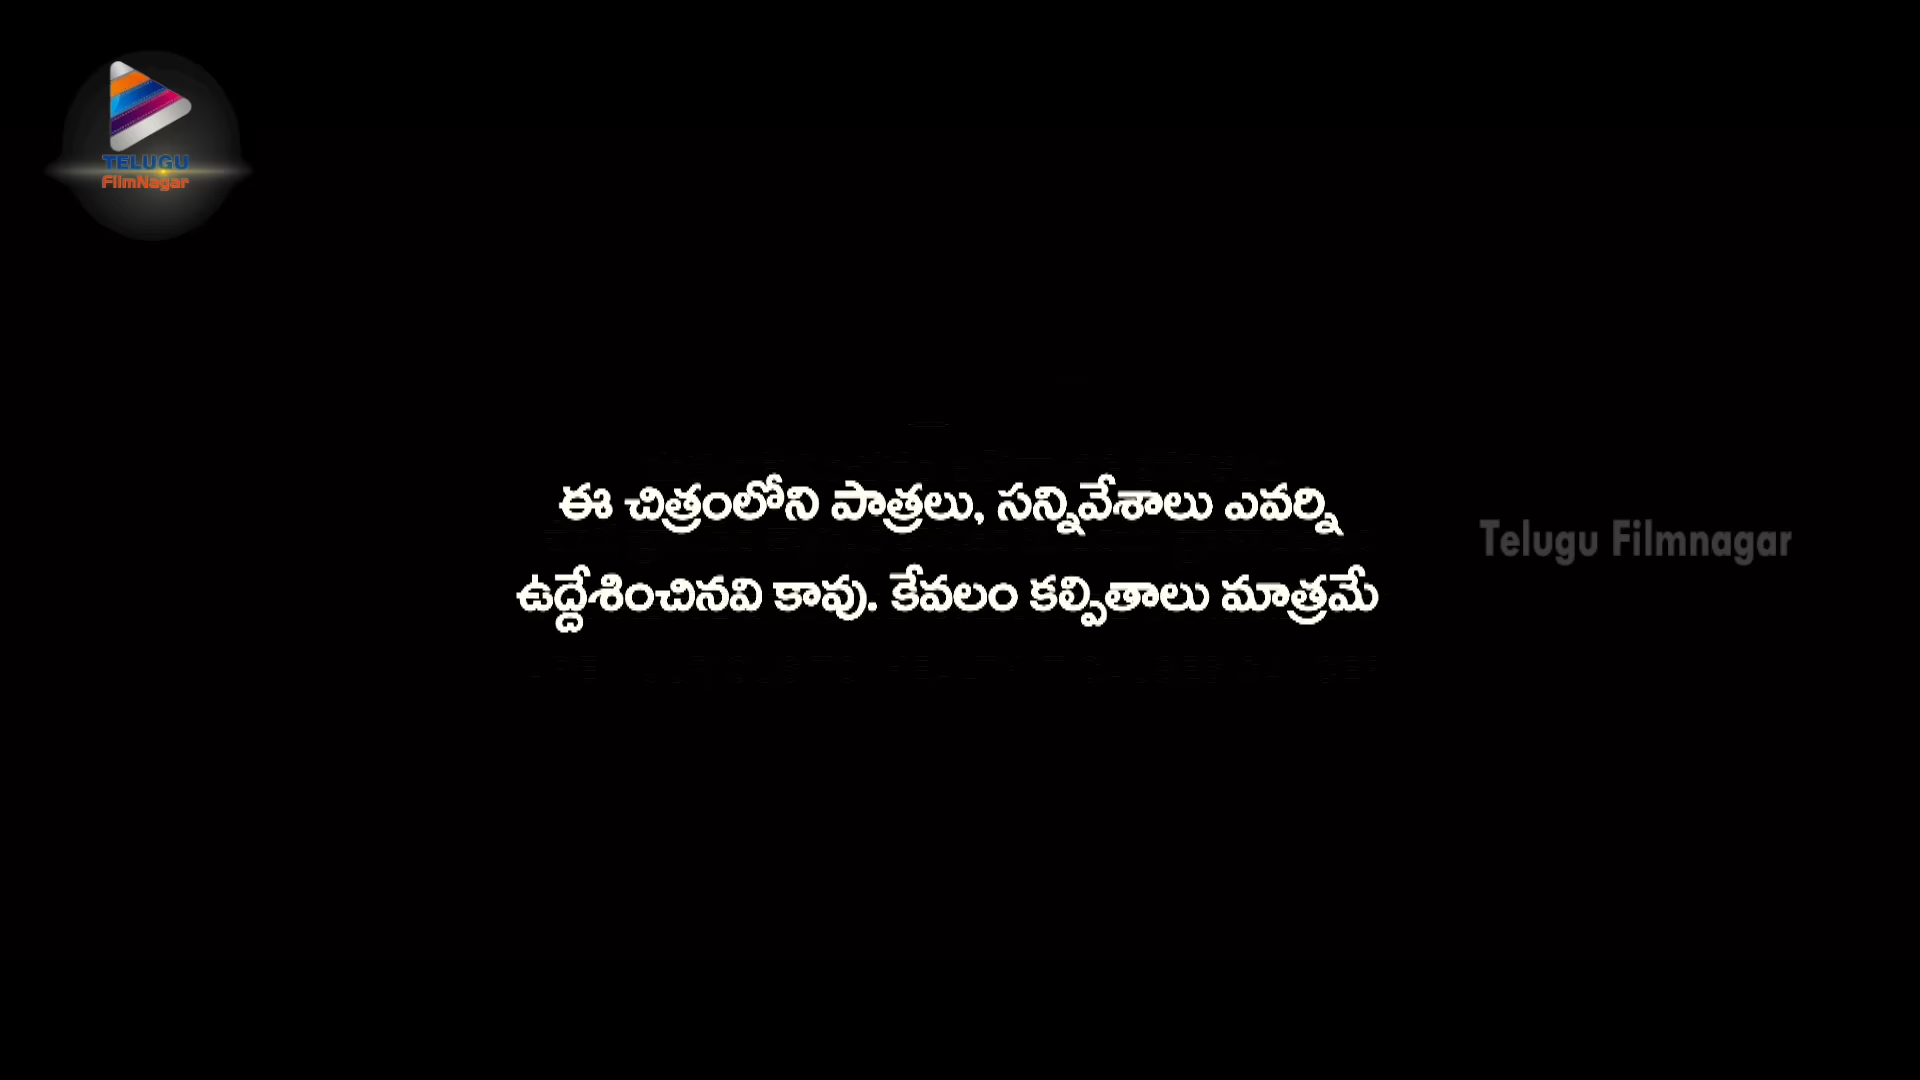 TELUGU
FilmNagar
ఈ చిత్రంలోని పాత్రలు, సన్నివేశాలు ఎవర్ని
ఉద్దేశించినవి కావు. కేవలం కల్పితాలు మాత్రమే
Telugu Filmnagar